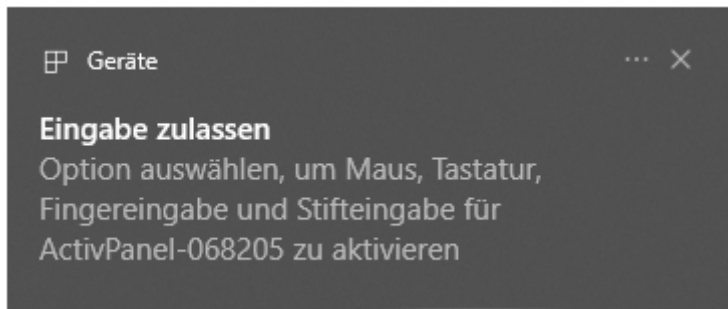 Geräte
Eingabe zulassen
Option auswählen, um Maus, Tastatur,
Fingereingabe und Stifteingabe für
ActivPanel-068205 zu aktivieren